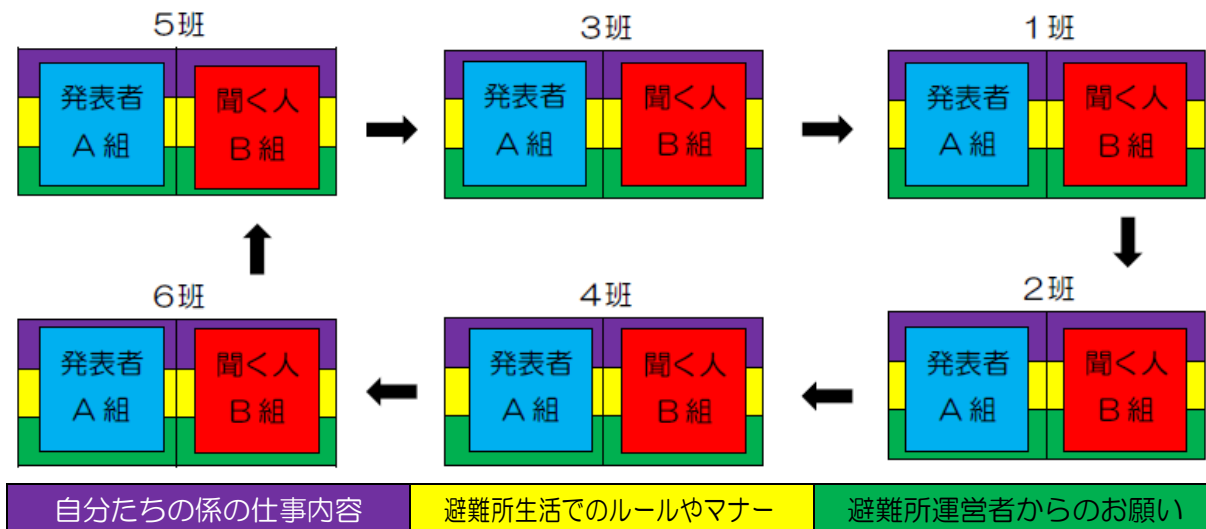 5班
発表者
A組
聞く人
B組
3班
発表者
A組
聞く人
B組
1班
発表者
A組
聞く人
B組
6班
発表者
A組
聞く人
B組
4班
発表者
A組
聞く人
B組
2班
発表者
A組
聞く人
B組
自分たちの係の仕事内容
避難所生活でのルールやマナー
避難所運営者からのお願い